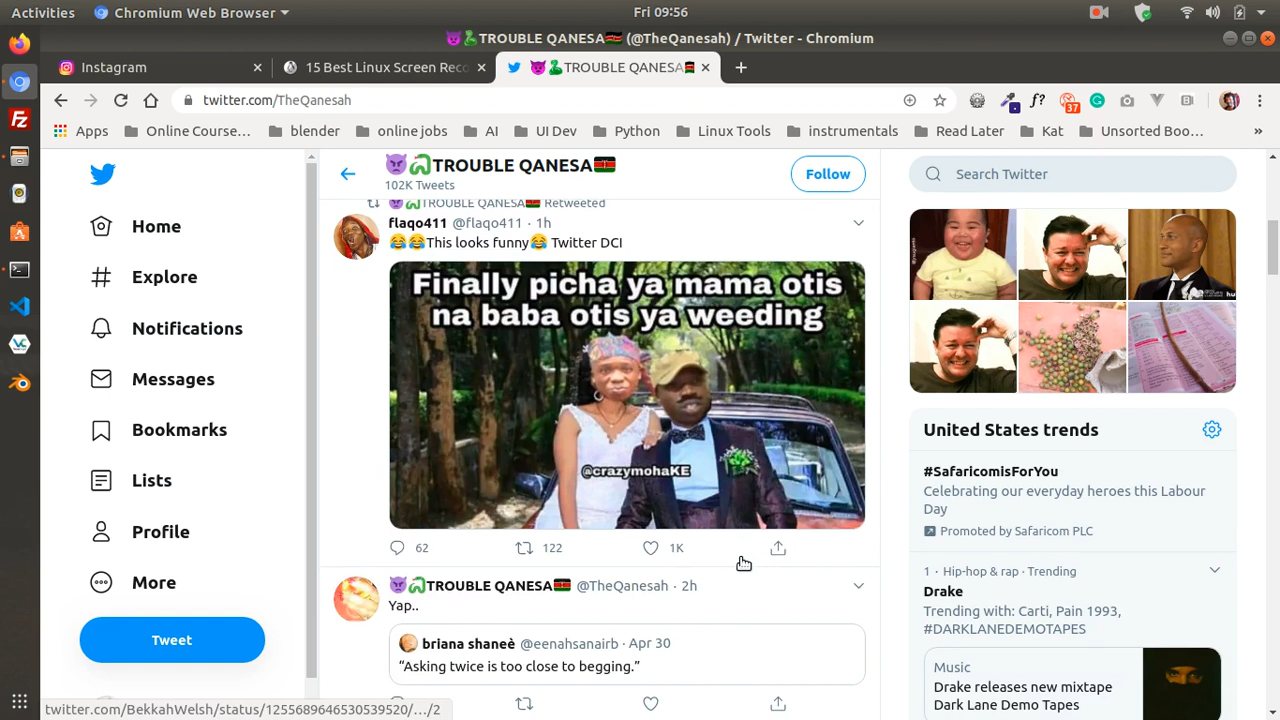 Activities
Chromium Web Browser
Fri 09:56
TROUBLE QANESA (@TheQanesah) / Twitter - Chromium
Instagram
15 Best Linux Screen Reco
TROUBLE QANESA
twitter.com/TheQanesah
f?
37
Apps
Online Course…
blender
online jobs
AI
UI Dev
Python
Linux Tools
instrumentals
Read Later
Kat
Unsorted Boo…
»
Home
Explore
Notifications
Messages
Bookmarks
Lists
Profile
More
Tweet
TROUBLE QANESA
102K Tweets
Follow
TROUBLE QANESA Retweeted
flaqo411 @flaqo411 · 1h
This looks funny Twitter DCI
Finally picha ya mama otis
na baba otis ya weeding
@crazymohaKE
62
122
1K
TROUBLE QANESA @TheQanesah · 2h
Yap..
briana shaneè @eenahsanirb · Apr 30
“Asking twice is too close to begging.”
Search Twitter
United States trends
#SafaricomisForYou
Celebrating our everyday heroes this Labour
Day
Promoted by Safaricom PLC
1 · Hip-hop & rap · Trending
Drake
Trending with: Carti, Pain 1993,
#DARKLANEDEMOTAPES
Music
Drake releases new mixtape
Dark Lane Demo Tapes
twitter.com/BekkahWelsh/status/1255689646530539520/…/2